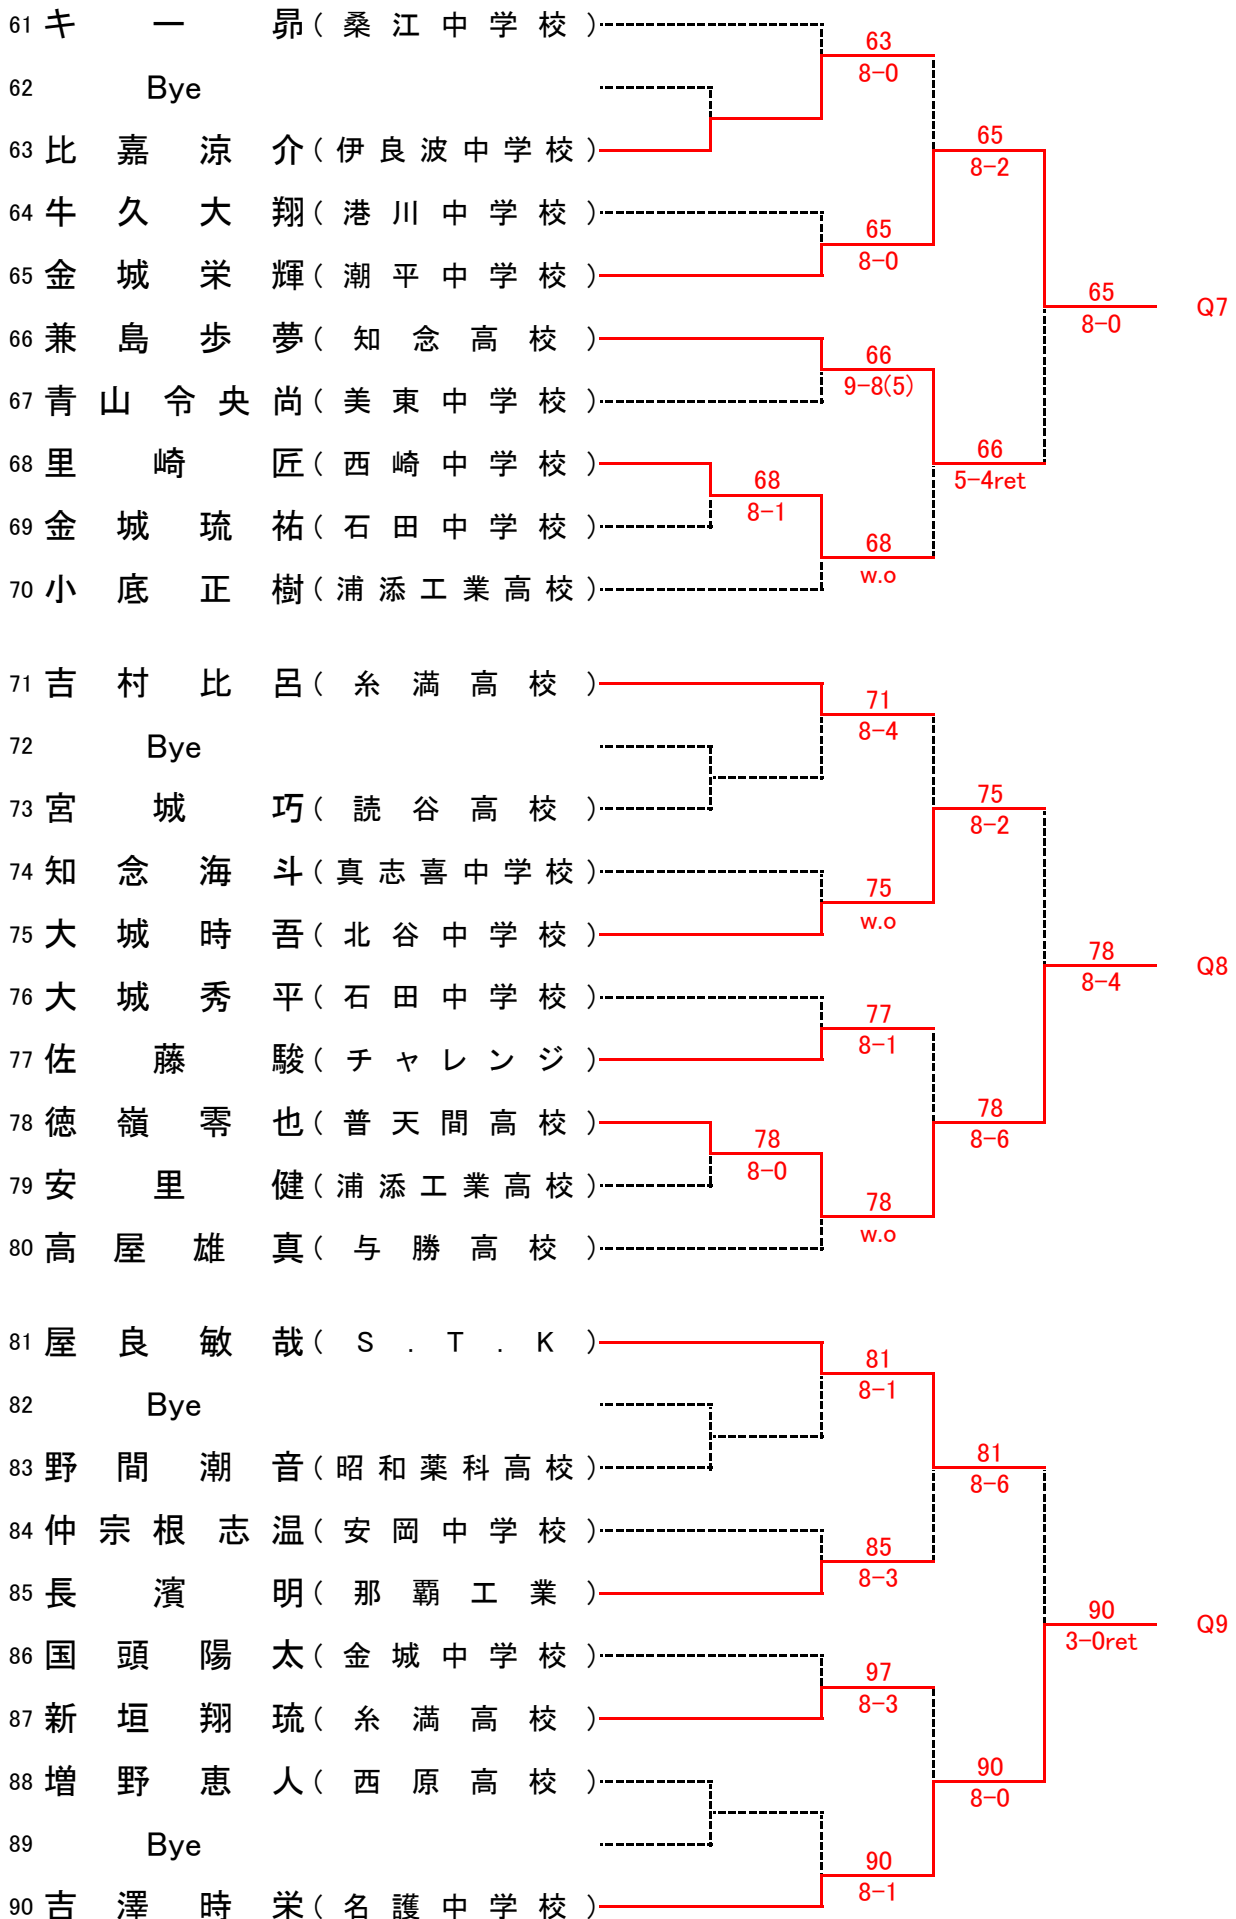 61 キ 一 昴 ( 桑 江 中 学 校 )
63
8-0
62 Bye
63 比 嘉 涼 介 ( 伊 良 波 中 学 校 )
65
8-2
64 牛 久 大 翔 ( 港 川 中 学 校 )
65
8-0
65 金 城 栄 輝 ( 潮 平 中 学 校 )
65
8-0
Q7
66 兼 島 歩 夢 ( 知 念 高 校 )
66
9-8(5)
67 青 山 令 央 尚 ( 美 東 中 学 校 )
66
5-4ret
68 里 崎 匠 ( 西 崎 中 学 校 )
68
8-1
69 金 城 琉 祐 ( 石 田 中 学 校 )
68
w.o
70 小 底 正 樹 ( 浦 添 工 業 高 校 )
71 吉 村 比 呂 ( 糸 満 高 校 )
71
8-4
72 Bye
73 宮 城 巧 ( 読 谷 高 校 )
75
8-2
74 知 念 海 斗 ( 真 志 喜 中 学 校 )
75
w.o
75 大 城 時 吾 ( 北 谷 中 学 校 )
78
8-4
Q8
76 大 城 秀 平 ( 石 田 中 学 校 )
77
8-1
77 佐 藤 駿 ( チ ャ レ ン ジ )
78
8-6
78 徳 嶺 零 也 ( 普 天 間 高 校 )
78
8-0
79 安 里 健 ( 浦 添 工 業 高 校 )
78
w.o
80 高 屋 雄 真 ( 与 勝 高 校 )
81 屋 良 敏 哉 ( S . T . K )
81
8-1
82 Bye
83 野 間 潮 音 ( 昭 和 薬 科 高 校 )
81
8-6
84 仲 宗 根 志 温 ( 安 岡 中 学 校 )
85
8-3
85 長 濱 明 ( 那 覇 工 業 )
90
3-0ret
Q9
86 国 頭 陽 太 ( 金 城 中 学 校 )
97
8-3
87 新 垣 翔 琉 ( 糸 満 高 校 )
90
8-0
88 増 野 恵 人 ( 西 原 高 校 )
89 Bye
90
8-1
90 吉 澤 時 栄 ( 名 護 中 学 校 )